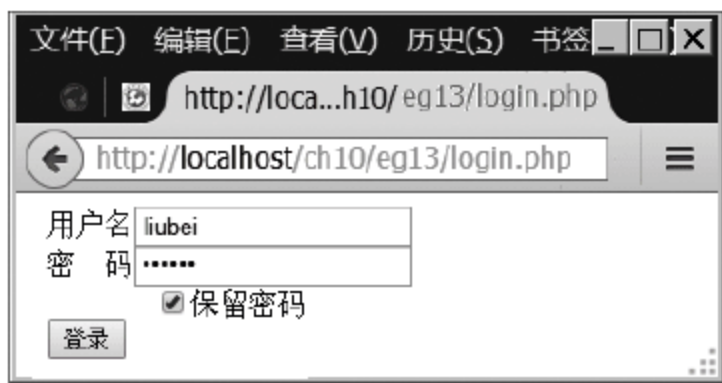 文件(F) 编辑(E) 查看(V) 历史(S) 书签
http://loca...h10/ eg13/login.php
http://localhost/ch10/eg13/login.php
用户名 liubei
密 码 ••••••
保留密码
登录